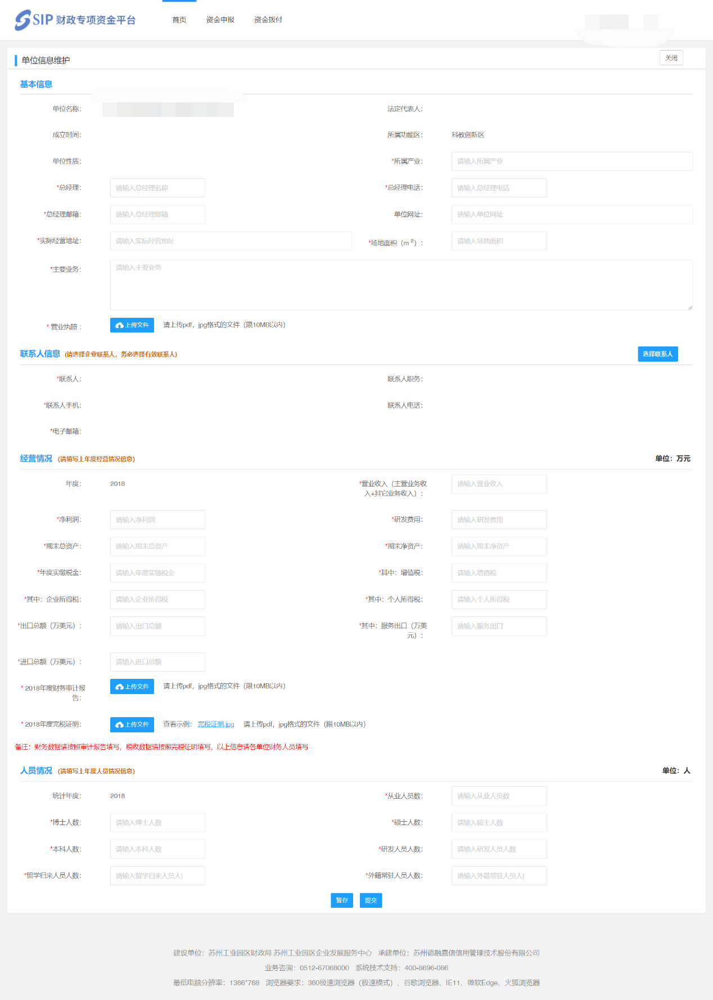 SIP 财政专项资金平台 首页 资金申报 资金拨付
单位信息维护 关闭
基本信息
单位名称： 法定代表人：
成立时间： 所属功能区： 科教创新区
单位性质： *所属产业： 请输入所属产业
*总经理： 请输入总经理名称 *总经理电话： 请输入总经理电话
*总经理邮箱： 请输入总经理邮箱 单位网址： 请输入单位网址
*实际经营地址： 请输入实际经营地址 *场地面积（m²）： 请输入场地面积
*主要业务： 请输入主要业务
* 营业执照： 上传文件 请上传pdf，jpg格式的文件（限10MB以内）
联系人信息 (请选择企业联系人，务必选择有效联系人) 选择联系人
*联系人： 联系人职务：
*联系人手机： 联系人电话：
*电子邮箱：
经营情况 (请填写上年度经营情况信息) 单位：万元
年度： 2018 *营业收入（主营业务收
入+其它业务收入）： 请输入营业收入
*净利润： 请输入净利润 *研发费用： 请输入研发费用
*期末总资产： 请输入期末总资产 *期末净资产： 请输入期末净资产
*年度实缴税金： 请输入年度实缴税金 *其中：增值税： 请输入增值税
*其中：企业所得税： 请输入企业所得税 *其中：个人所得税： 请输入个人所得税
*出口总额（万美元）： 请输入出口总额 *其中：服务出口（万美
元）： 请输入服务出口
*进口总额（万美元）： 请输入进口总额
* 2018年度财务审计报
告： 上传文件 请上传pdf，jpg格式的文件（限10MB以内）
* 2018年度完税证明： 上传文件 查看示例： 完税证明.jpg 请上传pdf，jpg格式的文件（限10MB以内）
备注：财务数据请按照审计报告填写，税收数据请按照完税证明填写，以上信息请各单位财务人员填写
人员情况 (请填写上年度人员情况信息) 单位：人
统计年度： 2018 *从业人员数： 请输入从业人员数
*博士人数： 请输入博士人数 *硕士人数： 请输入硕士人数
*本科人数： 请输入本科人数 *研发人员人数： 请输入研发人员人数
*留学归来人员人数： 请输入留学归来人员人 *外籍常驻人员人数： 请输入外籍常驻人员人
暂存 提交
建设单位：苏州工业园区财政局 苏州工业园区企业发展服务中心 承建单位：苏州德融嘉信信用管理技术股份有限公司
业务咨询：0512-67068000 系统技术支持：400-8696-086
最低电脑分辨率：1366*768 浏览器要求：360极速浏览器（极速模式）、谷歌浏览器、IE11、微软Edge、火狐浏览器